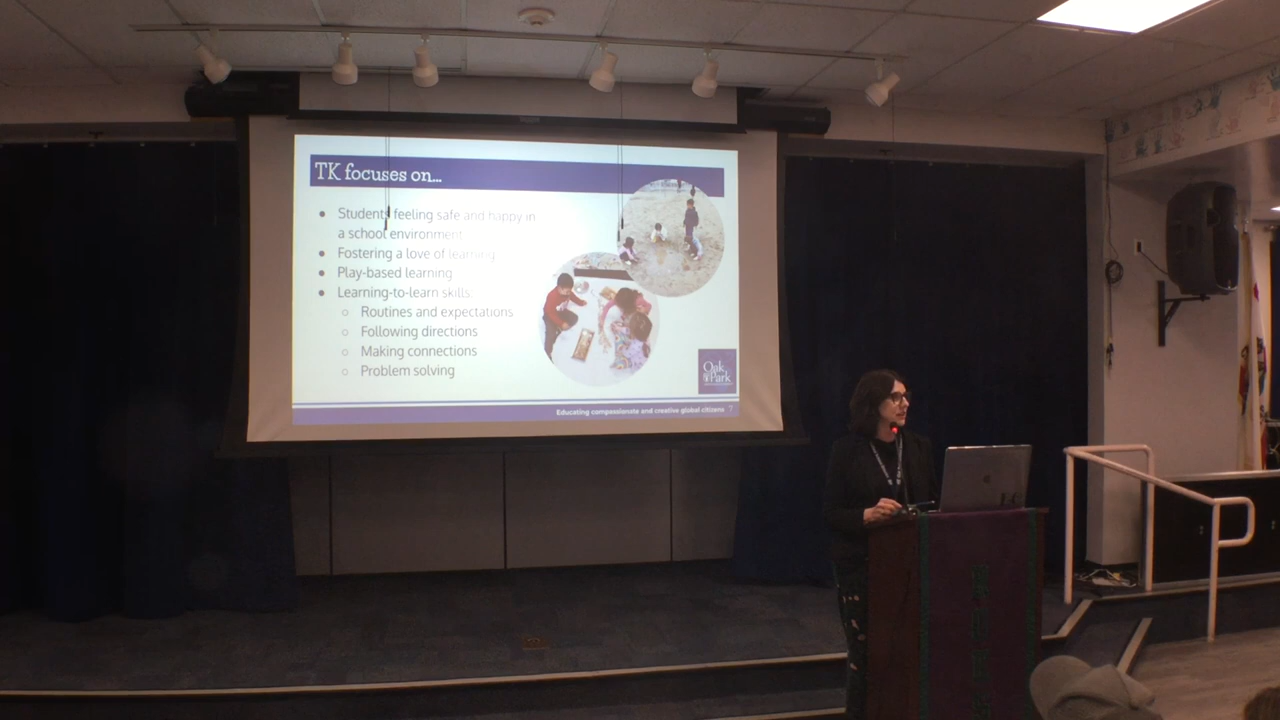 TK focuses on...
● Students feeling safe and happy in
a school environment
● Fostering a love of learning
● Play-based learning
● Learning-to-learn skills
○ Routines and expectations
○ Following directions
○ Making connections
○ Problem solving
Oak
Park
Educating compassionate and creative global citizens 7